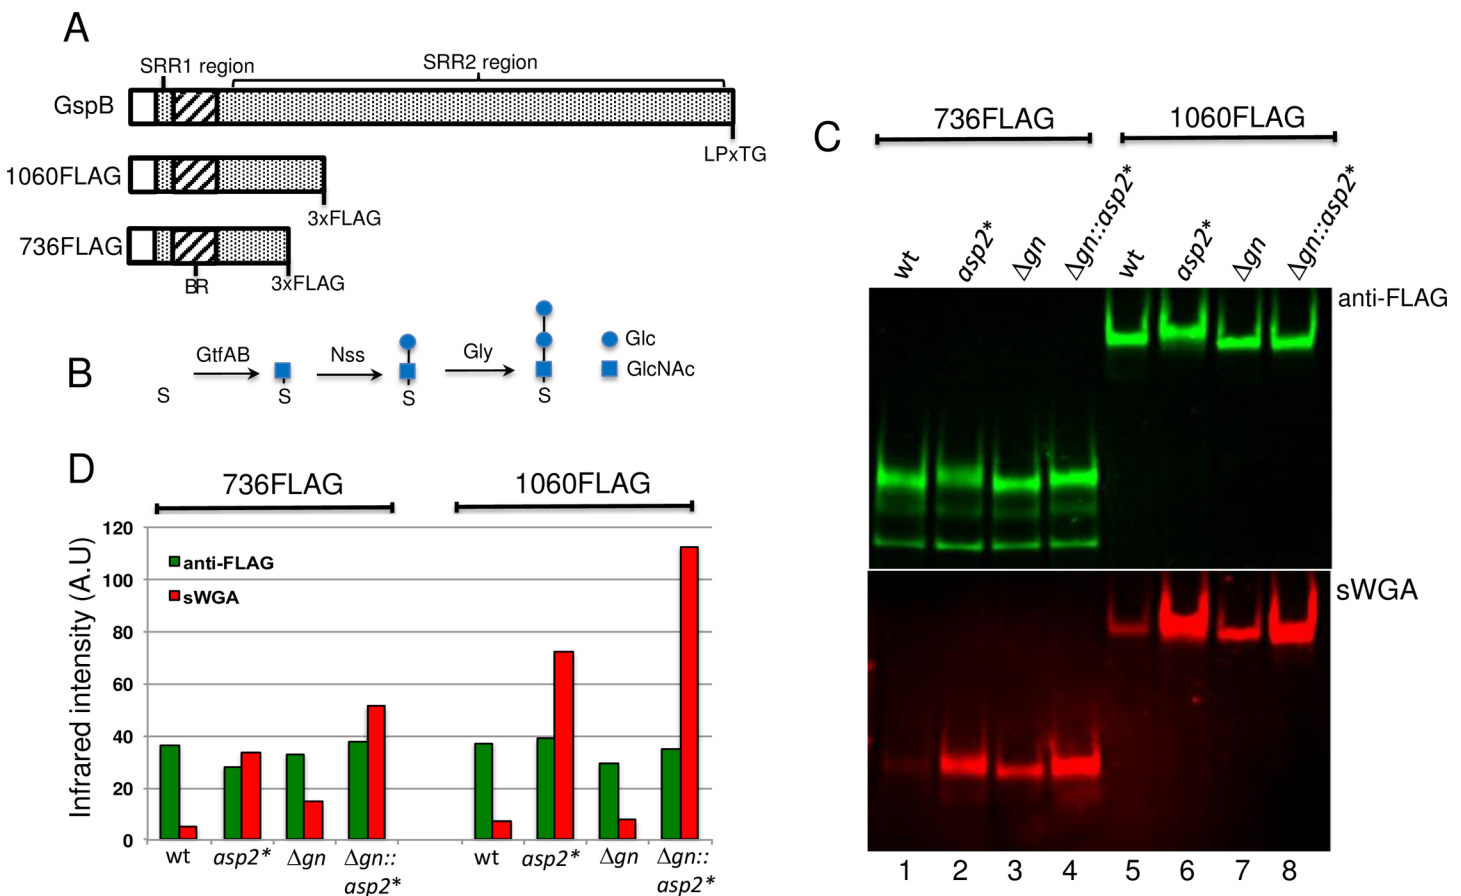 A
SRR1 region
SRR2 region
GspB
LPxTG
1060FLAG
3xFLAG
736FLAG
BR
3xFLAG
B
GtfAB
Nss
Gly
Glc
GlcNAc
S
S
S
S
C
736FLAG
1060FLAG
wt
asp2*
Δgn
Δgn::asp2*
wt
asp2*
Δgn
Δgn::asp2*
anti-FLAG
sWGA
1 2 3 4 5 6 7 8
D
736FLAG
1060FLAG
Infrared intensity (A.U)
120
100
80
60
40
20
0
anti-FLAG
sWGA
wt asp2* Δgn Δgn::
asp2*
wt asp2* Δgn Δgn::
asp2*